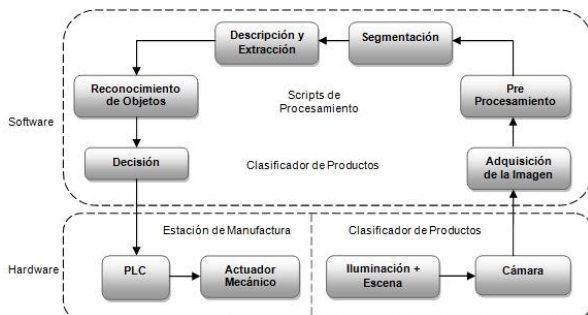 Descripción y
Extracción
Segmentación
Reconocimiento
de Objetos
Scripts de
Procesamiento
Pre
Procesamiento
Software
Decisión
Clasificador de Productos
Adquisición
de la Imagen
Estación de Manufactura
Clasificador de Productos
Hardware
PLC
Actuador
Mecánico
Iluminación +
Escena
Cámara